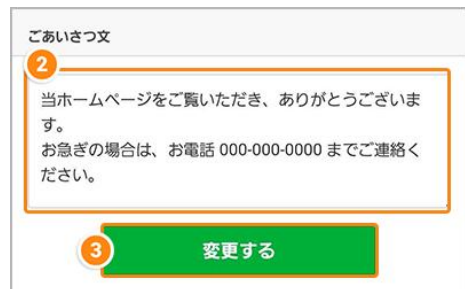 ごあいさつ文
2
当ホームページをご覧いただき、ありがとうございま
す。
お急ぎの場合は、お電話 000-000-0000 までご連絡く
ださい。
3
変更する